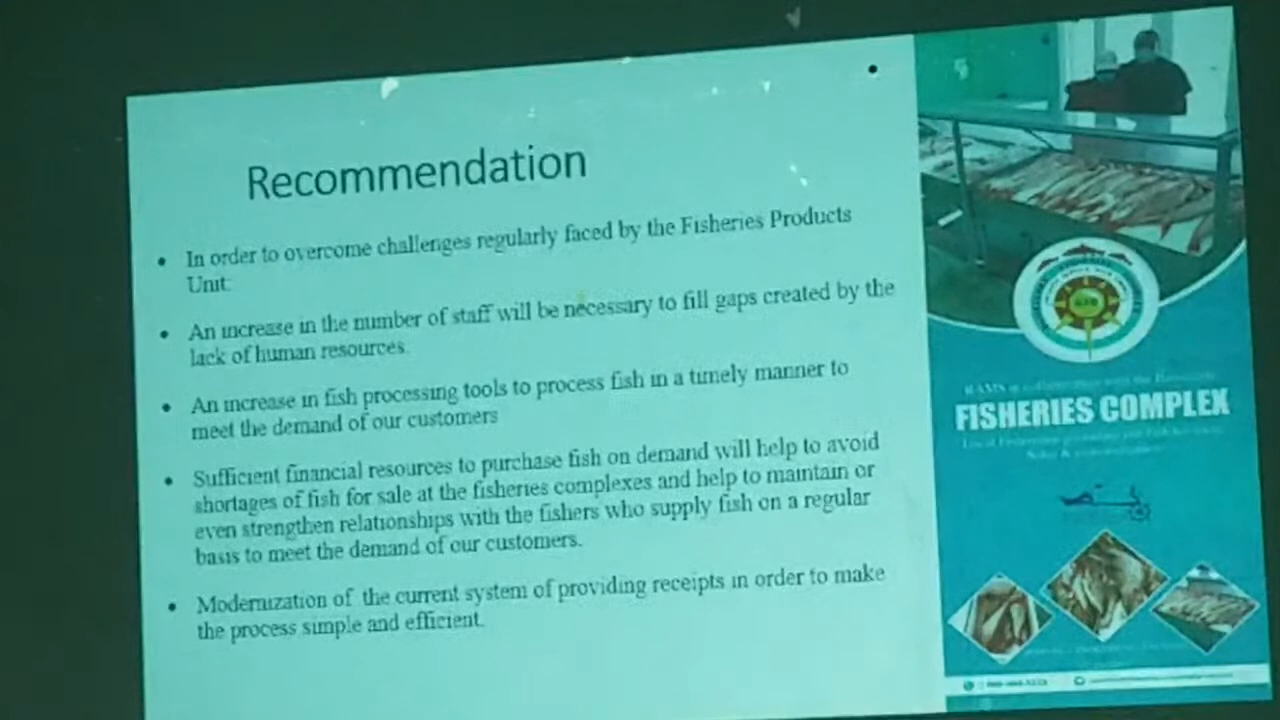 Recommendation
• In order to overcome challenges regularly faced by the Fisheries Products
Unit:
• An increase in the number of staff will be necessary to fill gaps created by the
lack of human resources.
• An increase in fish processing tools to process fish in a timely manner to
meet the demand of our customers
• Sufficient financial resources to purchase fish on demand will help to avoid
shortages of fish for sale at the fisheries complexes and help to maintain or
even strengthen relationships with the fishers who supply fish on a regular
basis to meet the demand of our customers.
• Modernization of the current system of providing receipts in order to make
the process simple and efficient.
FISHERIES COMPLEX